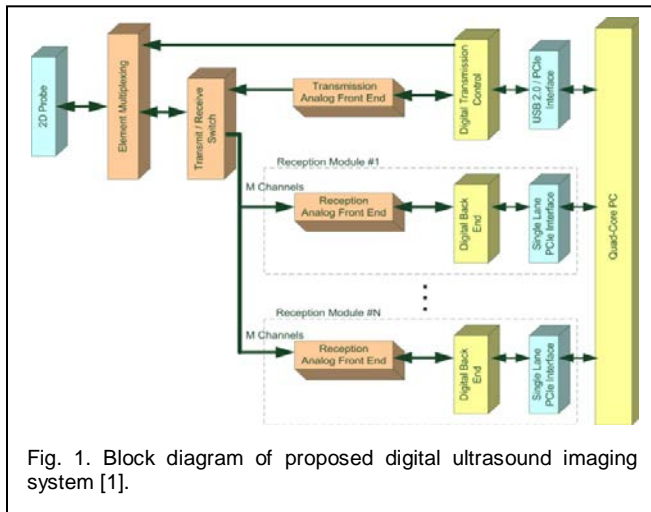 2D Probe
Element Multiplexing
Transmit / Receive
Switch
Transmission
Analog Front End
Digital Transmission
Control
USB 2.0 / PCIe
Interface
Quad-Core PC
Reception Module #1
M Channels
Reception
Analog Front End
Digital Back
End
Single Lane
PCIe Interface
Reception Module #N
M Channels
Reception
Analog Front End
Digital Back
End
Single Lane
PCIe Interface
Fig. 1. Block diagram of proposed digital ultrasound imaging
system [1].